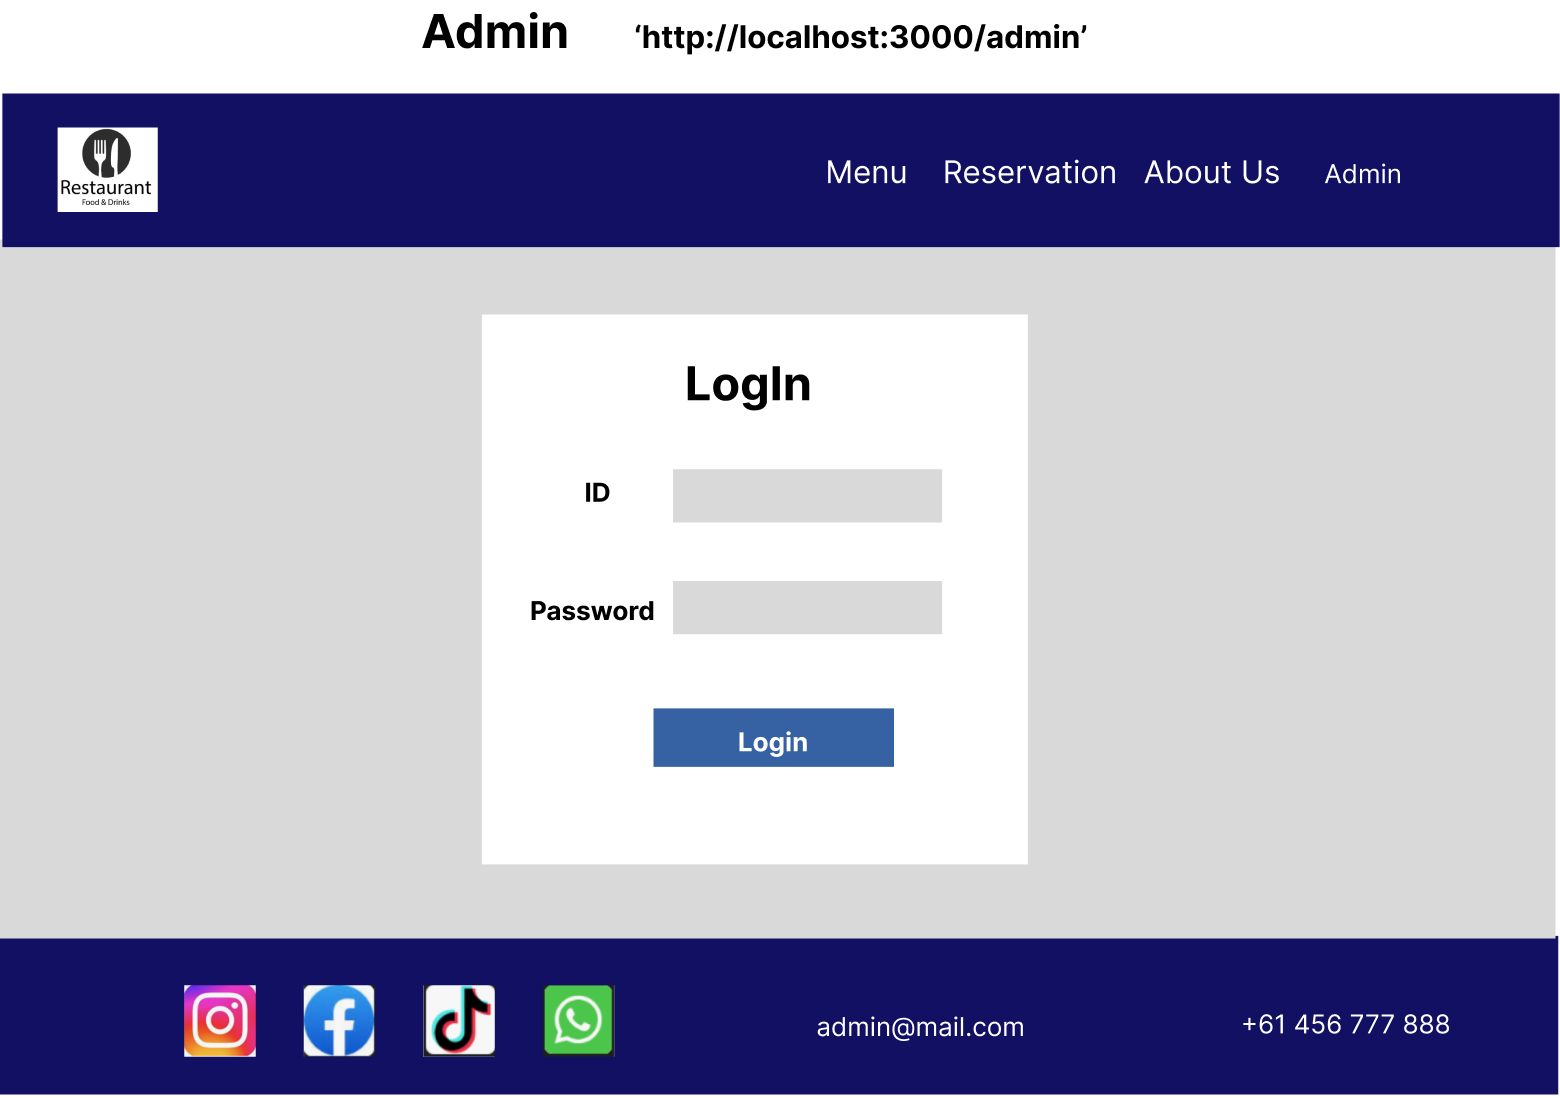 Admin ‘http://localhost:3000/admin’
Restaurant
Food & Drinks
Menu Reservation About Us Admin
LogIn
ID
Password
Login
admin@mail.com +61 456 777 888